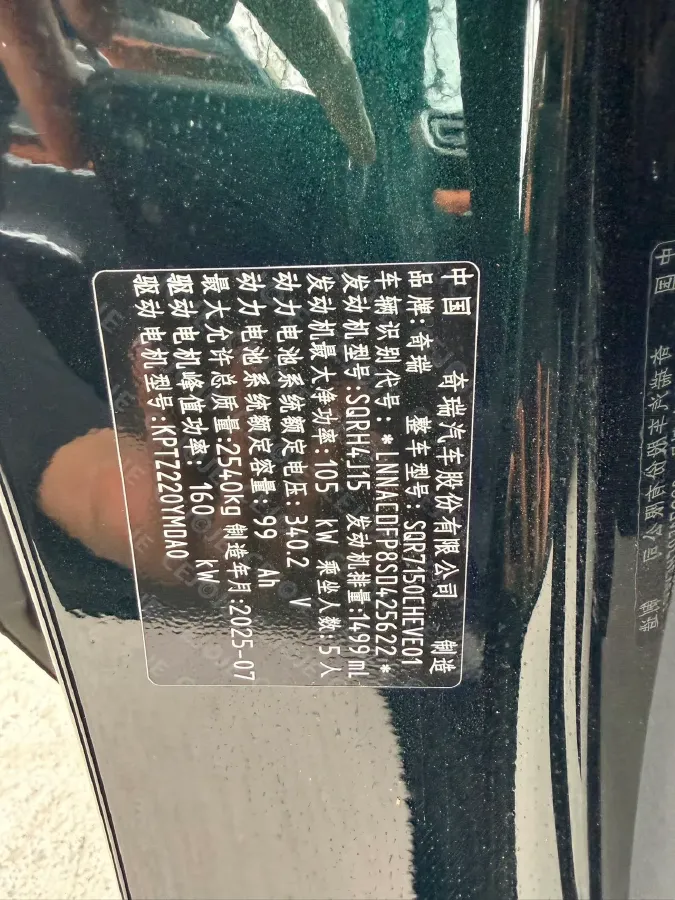 中国 奇瑞汽车股份有限公司 制造
品牌:奇瑞 整车型号:SQR7150CHEVE01
车辆识别代号:*LNNACDFP8SD425622*
发动机型号:SQRH4J15 发动机排量:1499mL
发动机最大净功率:105 kW 乘坐人数:5人
动力电池系统额定电压:340.2 V
动力电池系统额定容量:99 Ah
最大允许总质量:2540kg 制造年月:2025-07
驱动电机峰值功率:160 kW
驱动电机型号:KPTZ220YMDA0